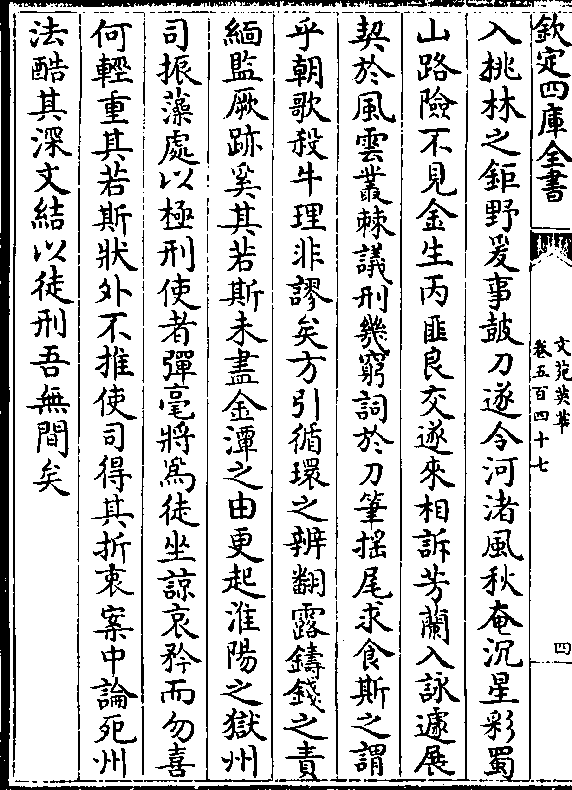 欽定四庫全書
文苑英華
卷五百四十七
四
入挑林之鉅野爰事鼓刀遂令河渚風秋奄沉星彩蜀
山路險不見金生丙匪良交遂來相訴芳蘭入詠遽展
契於風雲叢棘議刑幾窮詞於刀筆揺尾求食斯之謂
乎朝歌殺牛理非謬矣方引循環之辨翻露鑄錢之責
緬監厥跡奚其若斯未盡金潭之由更起淮陽之獄州
司振藻處以極刑使者彈毫將爲徒坐諒哀矜而勿喜
何輕重其若斯狀外不推使司得其折衷案中論死州
法酷其深文結以徒刑吾無間矣